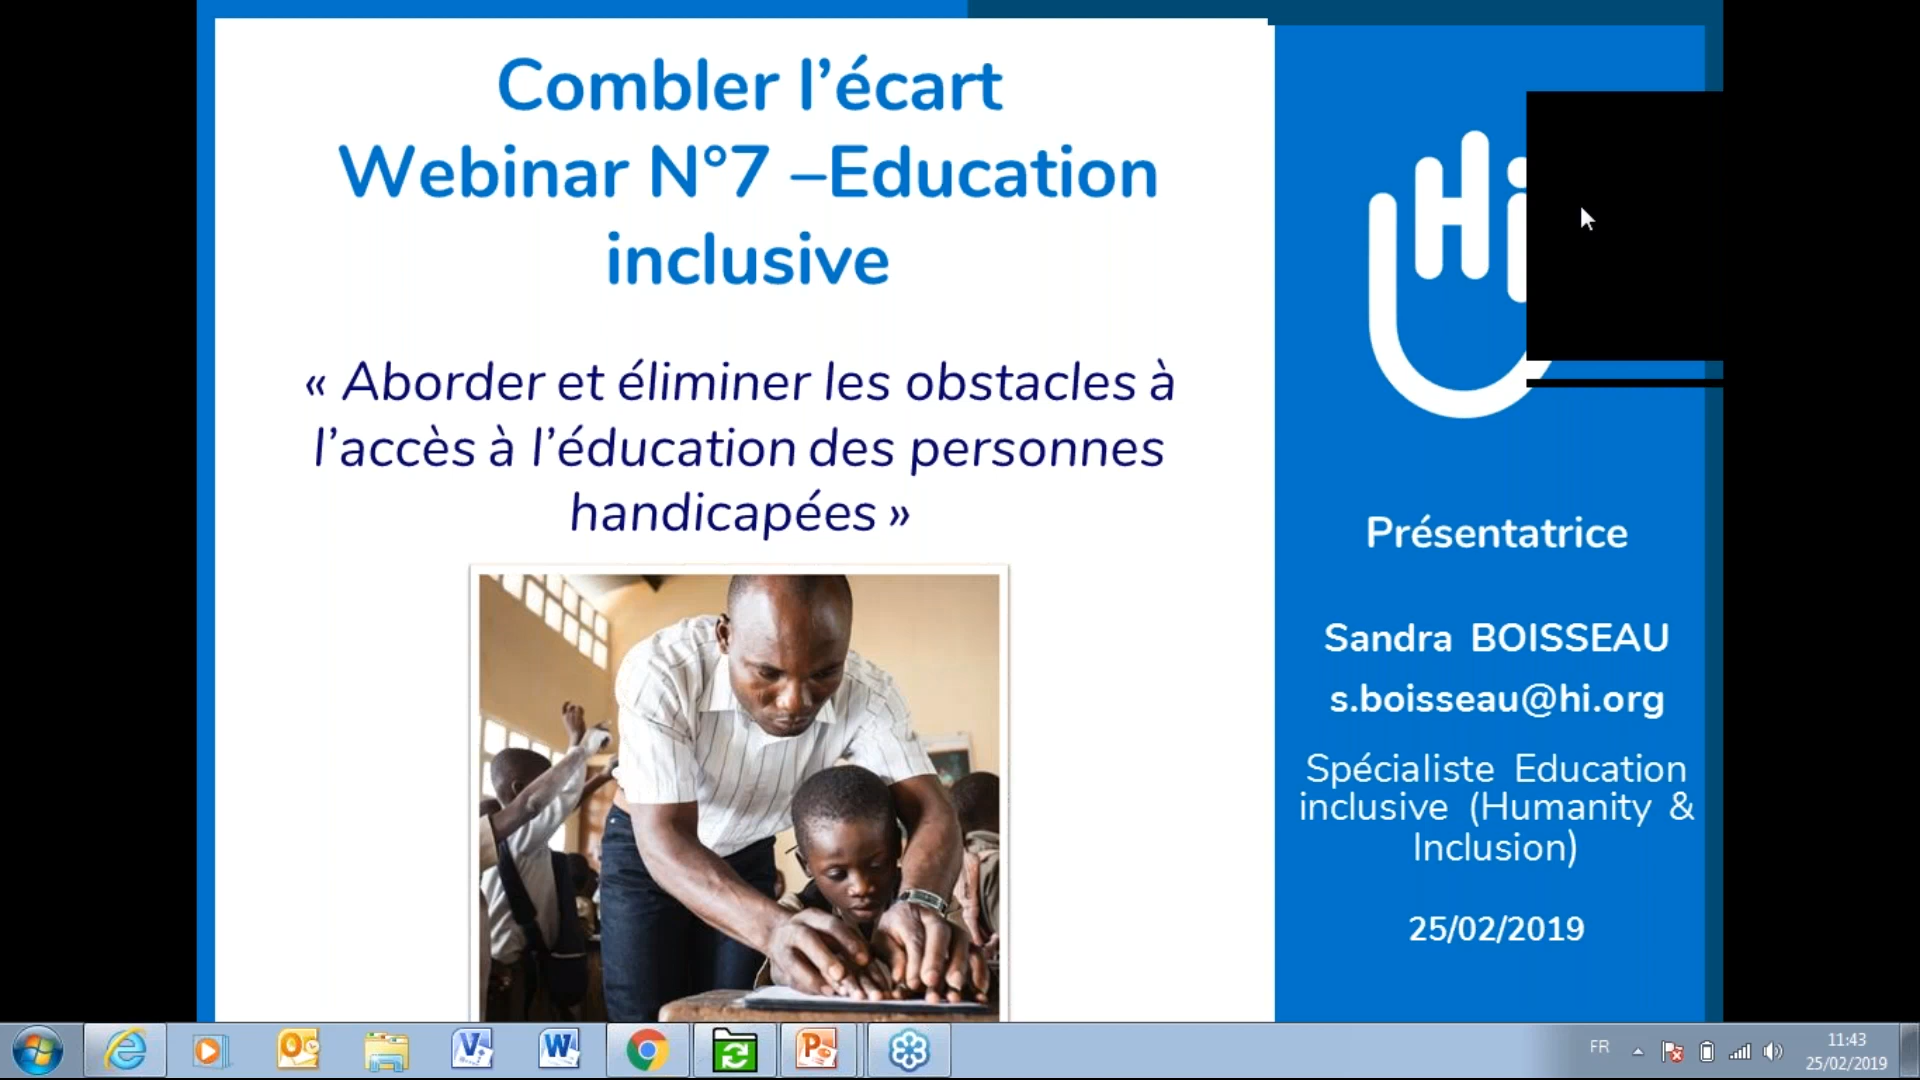 Combler l’écart
Webinar N°7 –Education
inclusive
« Aborder et éliminer les obstacles à
l’accès à l’éducation des personnes
handicapées »
Hi
Présentatrice
Sandra BOISSEAU
s.boisseau@hi.org
Spécialiste Education
inclusive (Humanity &
Inclusion)
25/02/2019
FR
11:43
25/02/2019